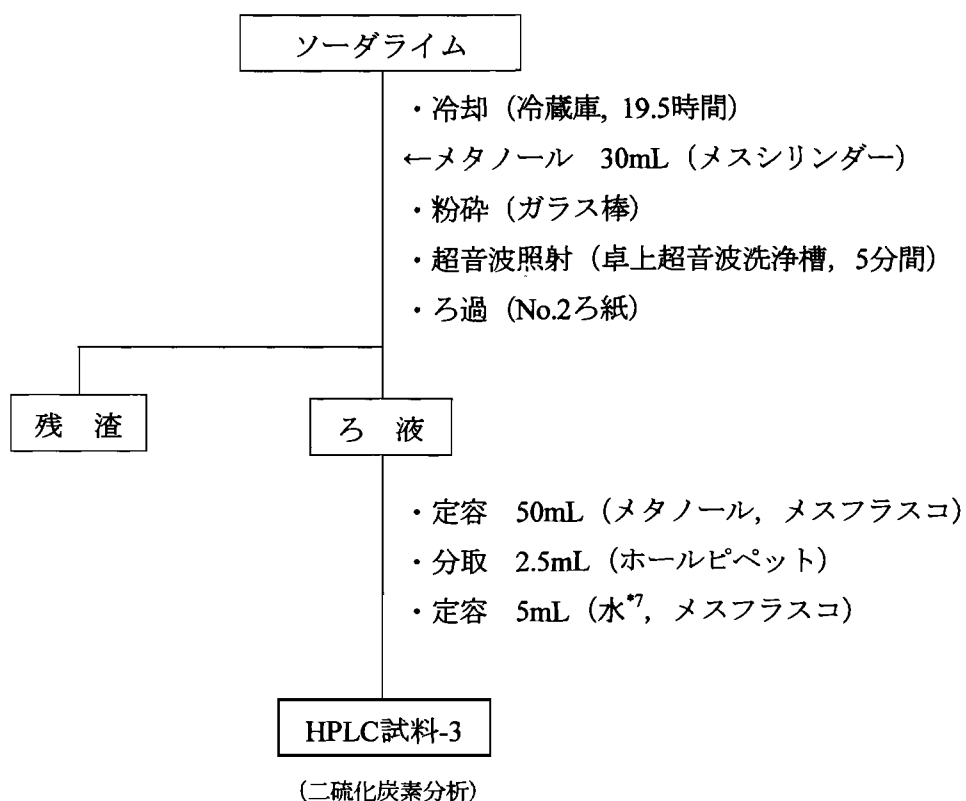 ソーダライム
・冷却（冷蔵庫, 19.5時間）
←メタノール 30mL（メスシリンダー）
・粉砕（ガラス棒）
・超音波照射（卓上超音波洗浄槽, 5分間）
・ろ過（No.2ろ紙）
残 渣
ろ 液
・定容 50mL（メタノール, メスフラスコ）
・分取 2.5mL（ホールピペット）
・定容 5mL（水*7, メスフラスコ）
HPLC試料-3
（二硫化炭素分析）